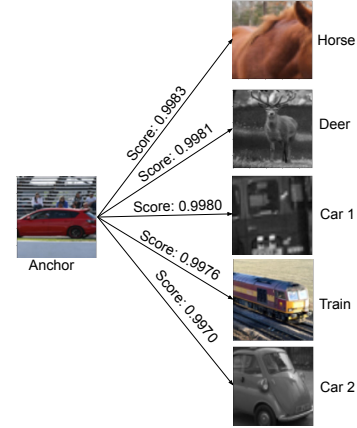 Horse
Score: 0.9983
Deer
Score: 0.9981
Score: 0.9980
Car 1
Anchor
Score: 0.9976
Train
Score: 0.9970
Car 2